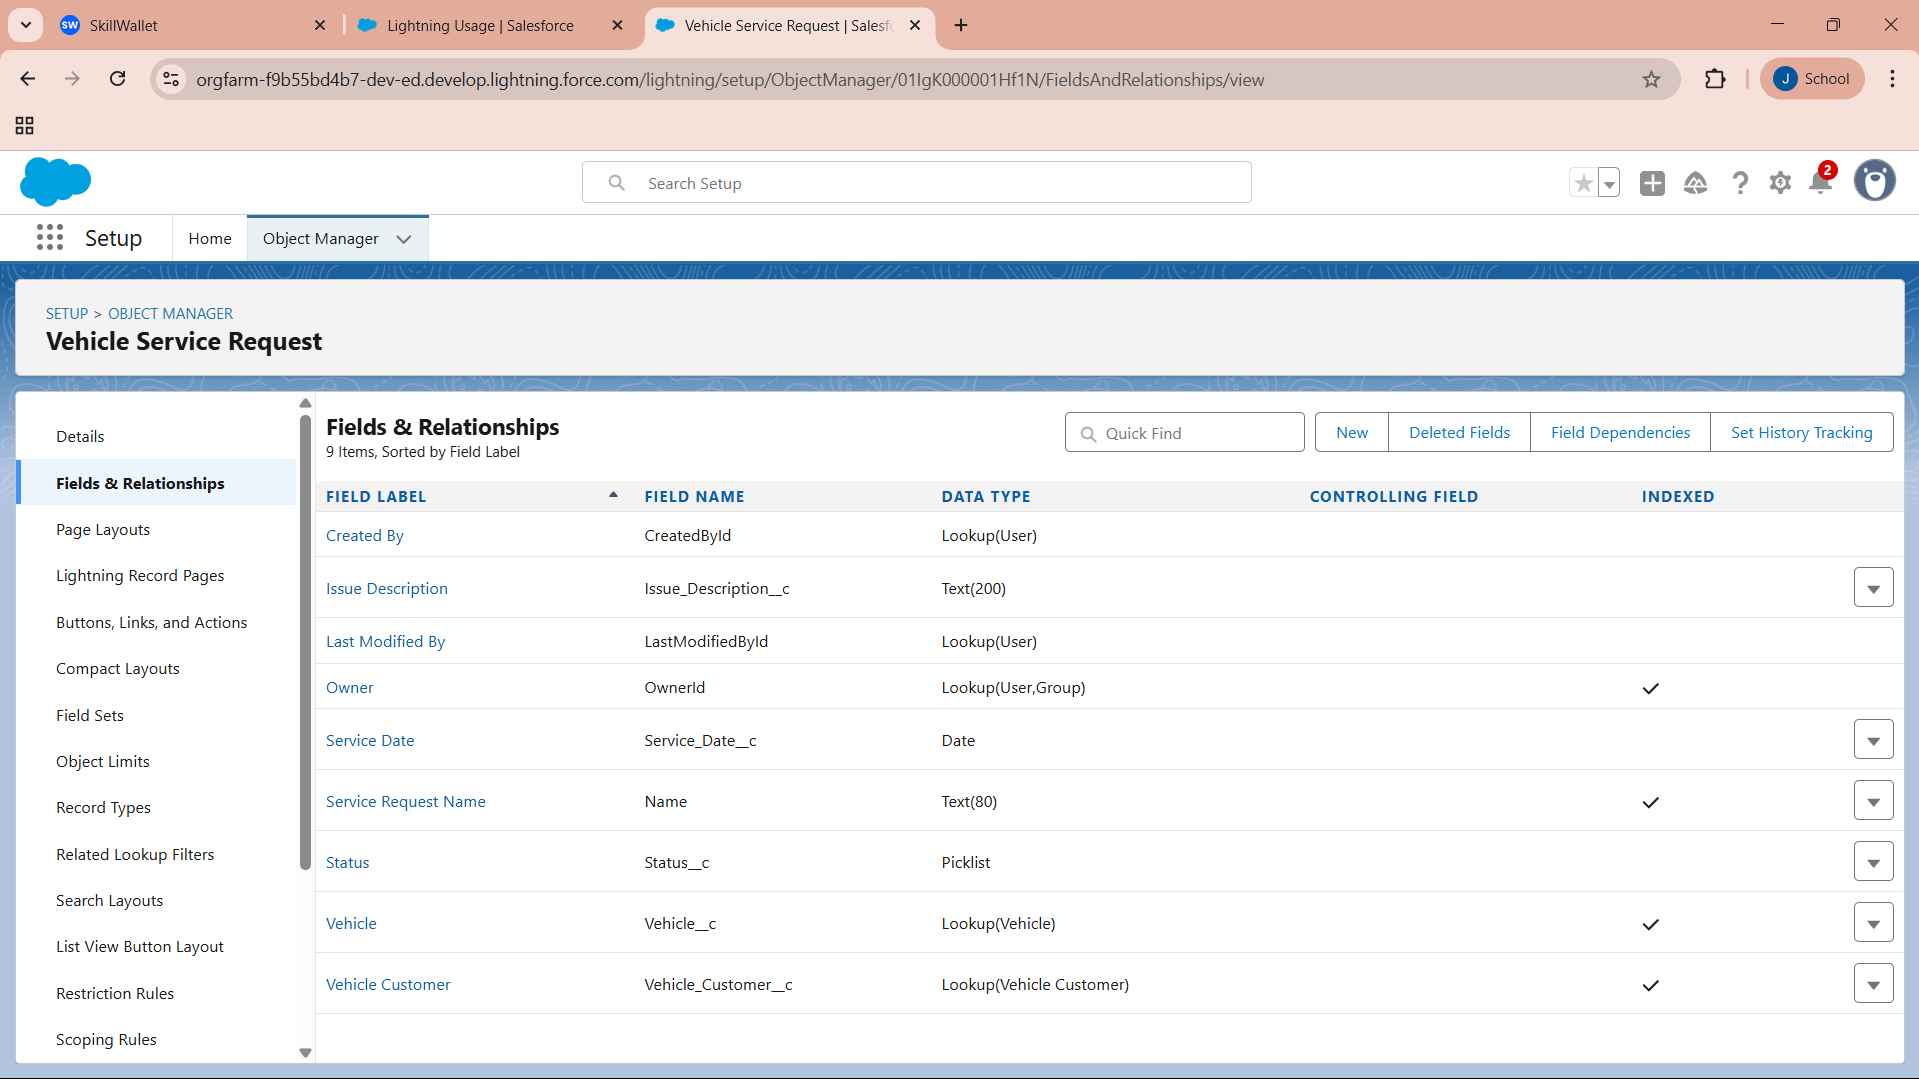 SW SkillWallet
Lightning Usage | Salesforce
Vehicle Service Request | Salesfo
orgfarm-f9b55bd4b7-dev-ed.develop.lightning.force.com/lightning/setup/ObjectManager/01IgK000001Hf1N/FieldsAndRelationships/view
J School
Search Setup
2
Setup
Home
Object Manager
SETUP > OBJECT MANAGER
Vehicle Service Request
Details
Fields & Relationships
Page Layouts
Lightning Record Pages
Buttons, Links, and Actions
Compact Layouts
Field Sets
Object Limits
Record Types
Related Lookup Filters
Search Layouts
List View Button Layout
Restriction Rules
Scoping Rules
Fields & Relationships
9 Items, Sorted by Field Label
Quick Find
New
Deleted Fields
Field Dependencies
Set History Tracking
FIELD LABEL FIELD NAME DATA TYPE CONTROLLING FIELD INDEXED
Created By CreatedById Lookup(User)
Issue Description Issue_Description__c Text(200)
Last Modified By LastModifiedById Lookup(User)
Owner OwnerId Lookup(User,Group)
Service Date Service_Date__c Date
Service Request Name Name Text(80)
Status Status__c Picklist
Vehicle Vehicle__c Lookup(Vehicle)
Vehicle Customer Vehicle_Customer__c Lookup(Vehicle Customer)